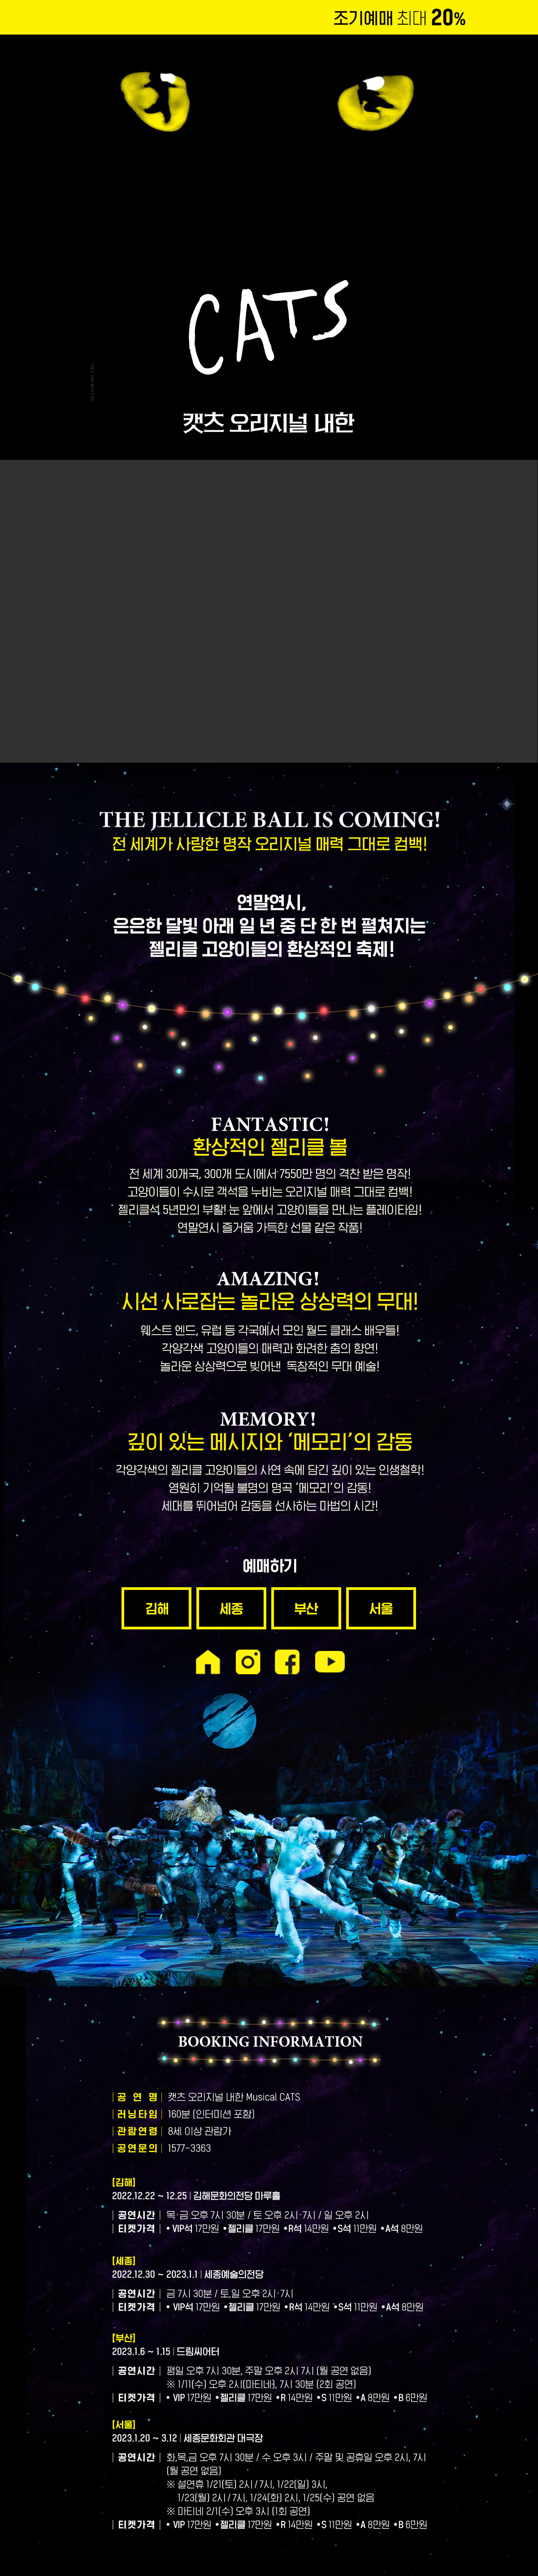 조기예매 최대 20%
CATS
캣츠 오리지널 내한
THE JELLICLE BALL IS COMING!
전 세계가 사랑한 명작 오리지널 매력 그대로 컴백!
연말연시,
은은한 달빛 아래 일 년 중 단 한 번 펼쳐지는
젤리클 고양이들의 환상적인 축제!
FANTASTIC!
환상적인 젤리클 볼
전 세계 30개국, 300개 도시에서 7550만 명의 격찬 받은 명작!
고양이들이 수시로 객석을 누비는 오리지널 매력 그대로 컴백!
젤리클석 5년만의 부활! 눈 앞에서 고양이들을 만나는 플레이타임!
연말연시 즐거움 가득한 선물 같은 작품!
AMAZING!
시선 사로잡는 놀라운 상상력의 무대!
웨스트 엔드, 유럽 등 각국에서 모인 월드 클래스 배우들!
각양각색 고양이들의 매력과 화려한 춤의 향연!
놀라운 상상력으로 빚어낸 독창적인 무대 예술!
MEMORY!
깊이 있는 메시지와 ‘메모리’의 감동
각양각색의 젤리클 고양이들의 사연 속에 담긴 깊이 있는 인생철학!
영원히 기억될 불명의 명곡 ‘메모리’의 감동!
세대를 뛰어넘어 감동을 선사하는 마법의 시간!
예매하기
김해 세종 부산 서울
BOOKING INFORMATION
| 공 연 명 | 캣츠 오리지널 내한 Musical CATS
| 러닝타임 | 160분 (인터미션 포함)
| 관람연령 | 8세 이상 관람가
| 공연문의 | 1577-3363
[김해]
2022.12.22 ~ 12.25 | 김해문화의전당 마루홀
| 공연시간 | 목·금 오후 7시 30분 / 토 오후 2시·7시 / 일 오후 2시
| 티켓가격 | • VIP석 17만원 •젤리클 17만원 •R석 14만원 •S석 11만원 •A석 8만원
[세종]
2022.12.30 ~ 2023.1.1 | 세종예술의전당
| 공연시간 | 금 7시 30분 / 토,일 오후 2시·7시
| 티켓가격 | • VIP석 17만원 •젤리클 17만원 •R석 14만원 •S석 11만원 •A석 8만원
[부산]
2023.1.6 ~ 1.15 | 드림씨어터
| 공연시간 | 평일 오후 7시 30분, 주말 오후 2시 7시 (월 공연 없음)
※ 1/11(수) 오후 2시(마티네), 7시 30분 (2회 공연)
| 티켓가격 | • VIP 17만원 •젤리클 17만원 •R 14만원 •S 11만원 •A 8만원 •B 6만원
[서울]
2023.1.20 ~ 3.12 | 세종문화회관 대극장
| 공연시간 | 화,목,금 오후 7시 30분 / 수 오후 3시 / 주말 및 공휴일 오후 2시, 7시
(월 공연 없음)
※ 설연휴 1/21(토) 2시 / 7시, 1/22(일) 3시,
1/23(월) 2시 / 7시, 1/24(화) 2시, 1/25(수) 공연 없음
※ 마티네 2/1(수) 오후 3시 (1회 공연)
| 티켓가격 | • VIP 17만원 •젤리클 17만원 •R 14만원 •S 11만원 •A 8만원 •B 6만원